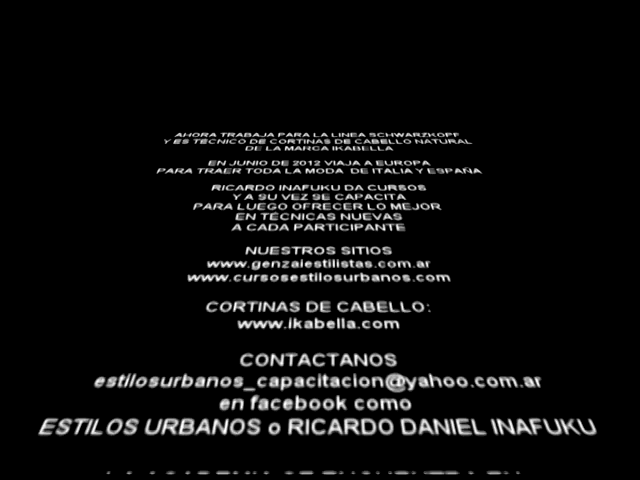 AHORA TRABAJA PARA LA LINEA SCHWARZKOPF
Y ES TÉCNICO DE CORTINAS DE CABELLO NATURAL
DE LA MARCA IKABELLA
EN JUNIO DE 2012 VIAJA A EUROPA
PARA TRAER TODA LA MODA DE ITALIA Y ESPAÑA
RICARDO INAFUKU DA CURSOS
Y A SU VEZ SE CAPACITA
PARA LUEGO OFRECER LO MEJOR
EN TÉCNICAS NUEVAS
A CADA PARTICIPANTE
NUESTROS SITIOS
www.genzaiestilistas.com.ar
www.cursosestilosurbanos.com
CORTINAS DE CABELLO:
www.ikabella.com
CONTACTANOS
estilosurbanos_capacitacion@yahoo.com.ar
en facebook como
ESTILOS URBANOS o RICARDO DANIEL INAFUKU